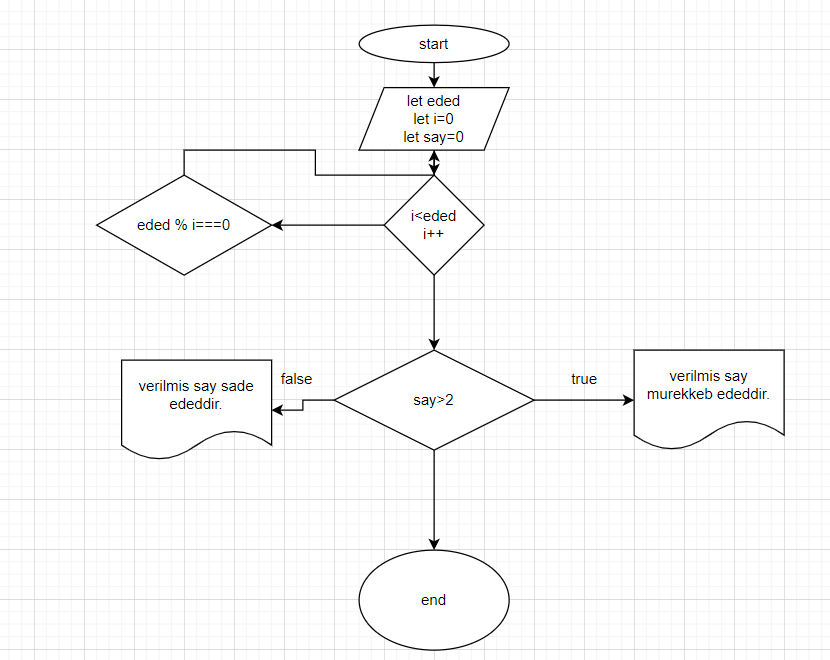 start
let eded
let i=0
let say=0
eded % i===0
i<eded
i++
verilmis say sade
ededdir.
false
say>2
true
verilmis say
murekkeb ededdir.
end